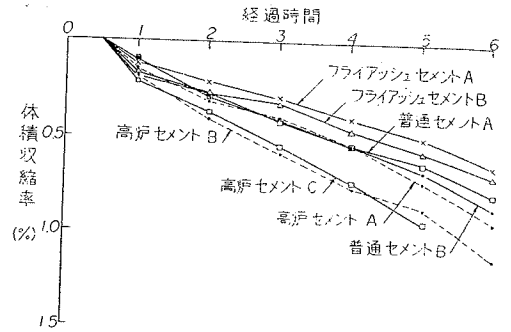 経過時間
0 1 2 3 4 5 6
フライアッシュセメントA
フライアッシュセメントB
普通セメントA
高炉セメントB
高炉セメントC
高炉セメントA
普通セメントB
体積収縮率
(%)
0.5
1.0
1.5